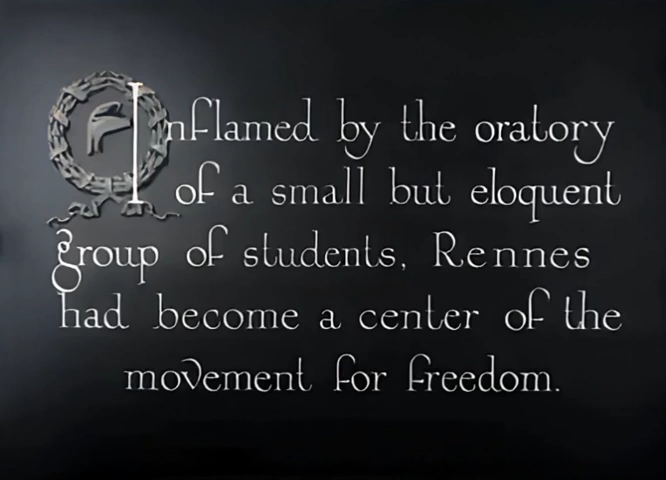 Inflamed by the oratory
of a small but eloquent
group of students, Rennes
had become a center of the
movement for freedom.